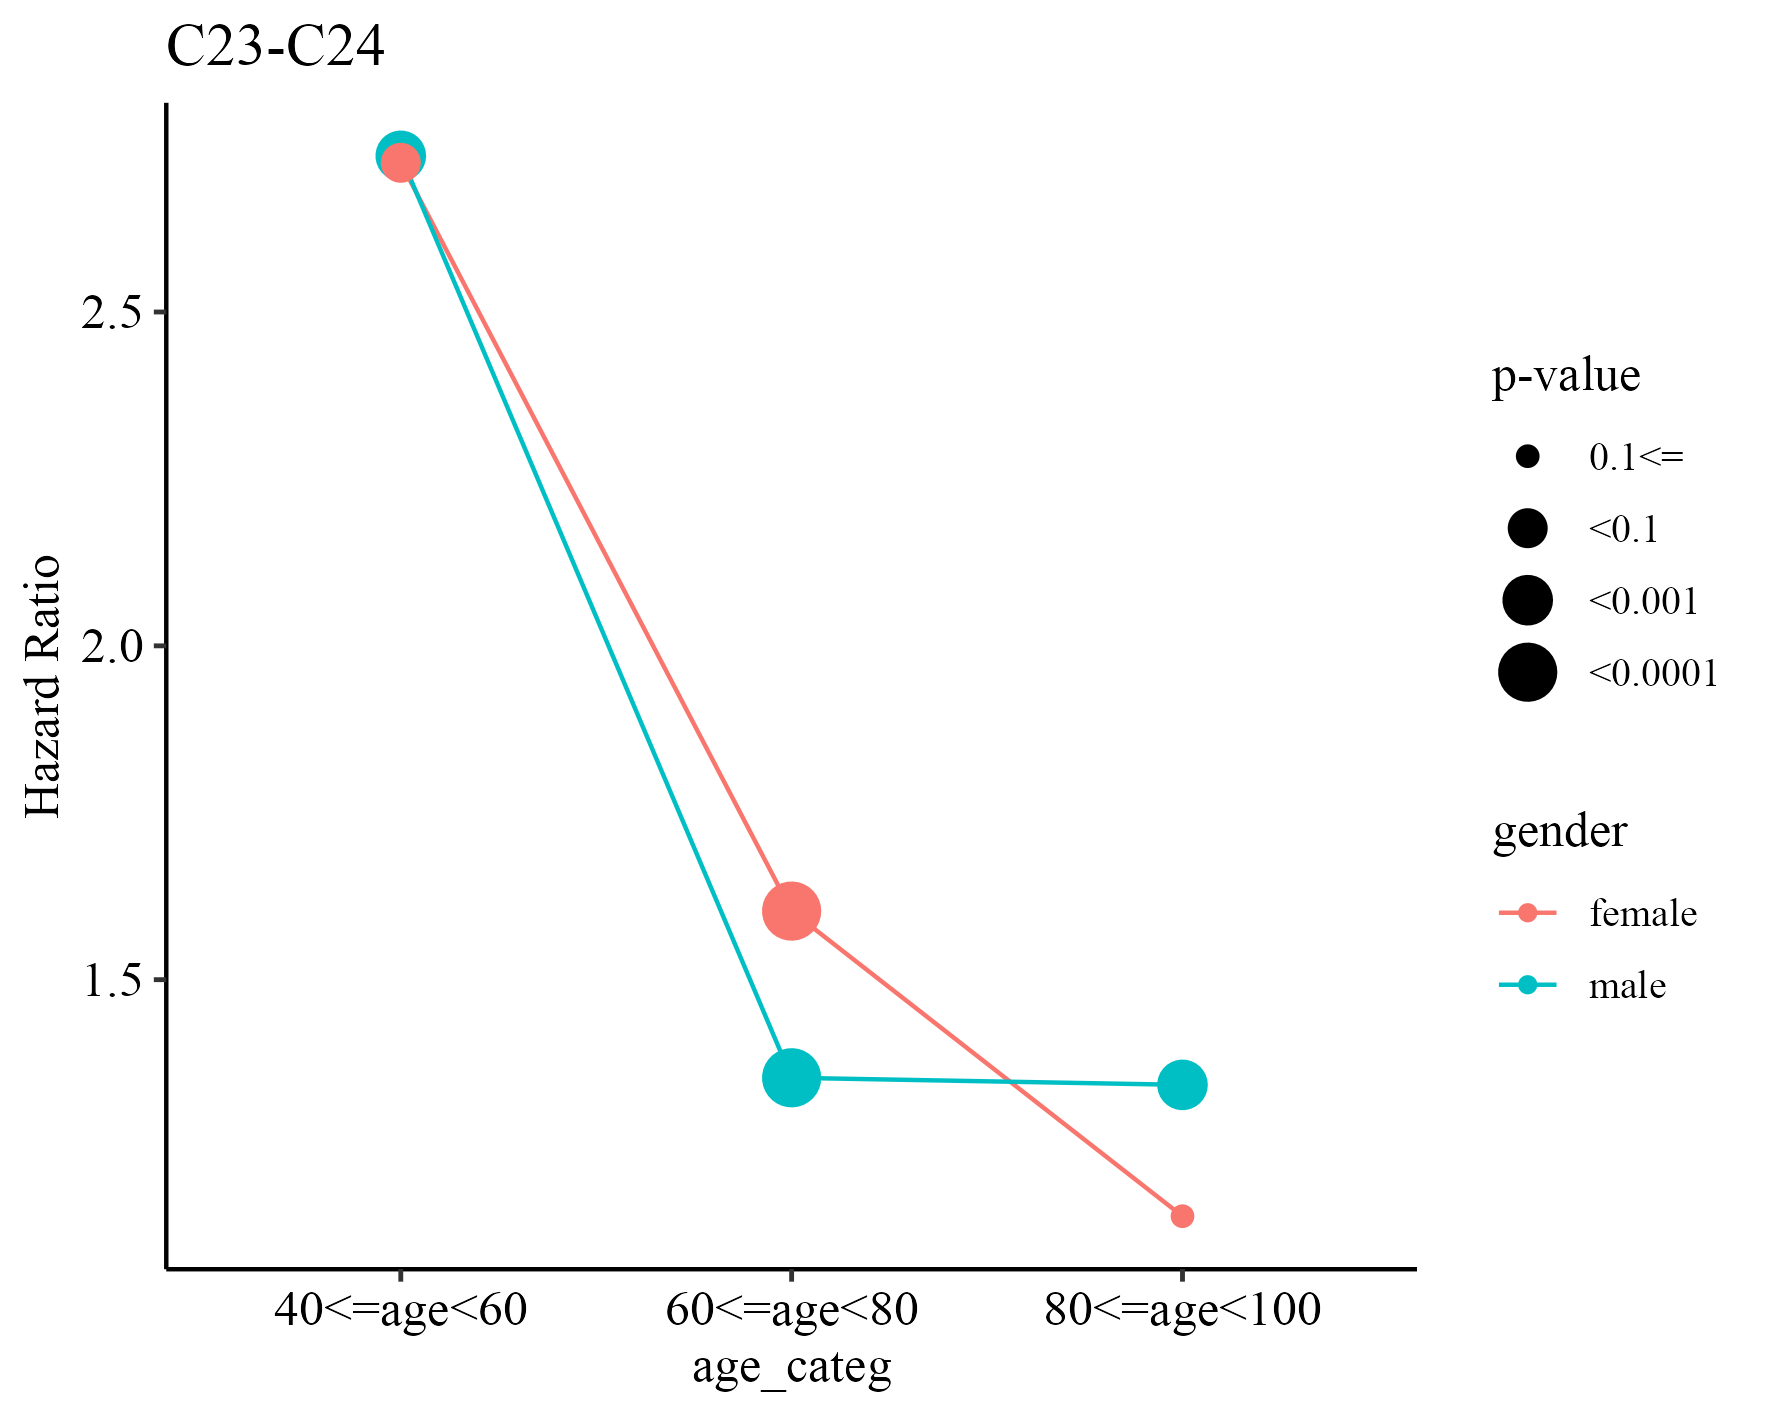 C23-C24
2.5
2.0
1.5
Hazard Ratio
40<=age<60
60<=age<80
80<=age<100
age_categ
p-value
0.1<=
<0.1
<0.001
<0.0001
gender
female
male